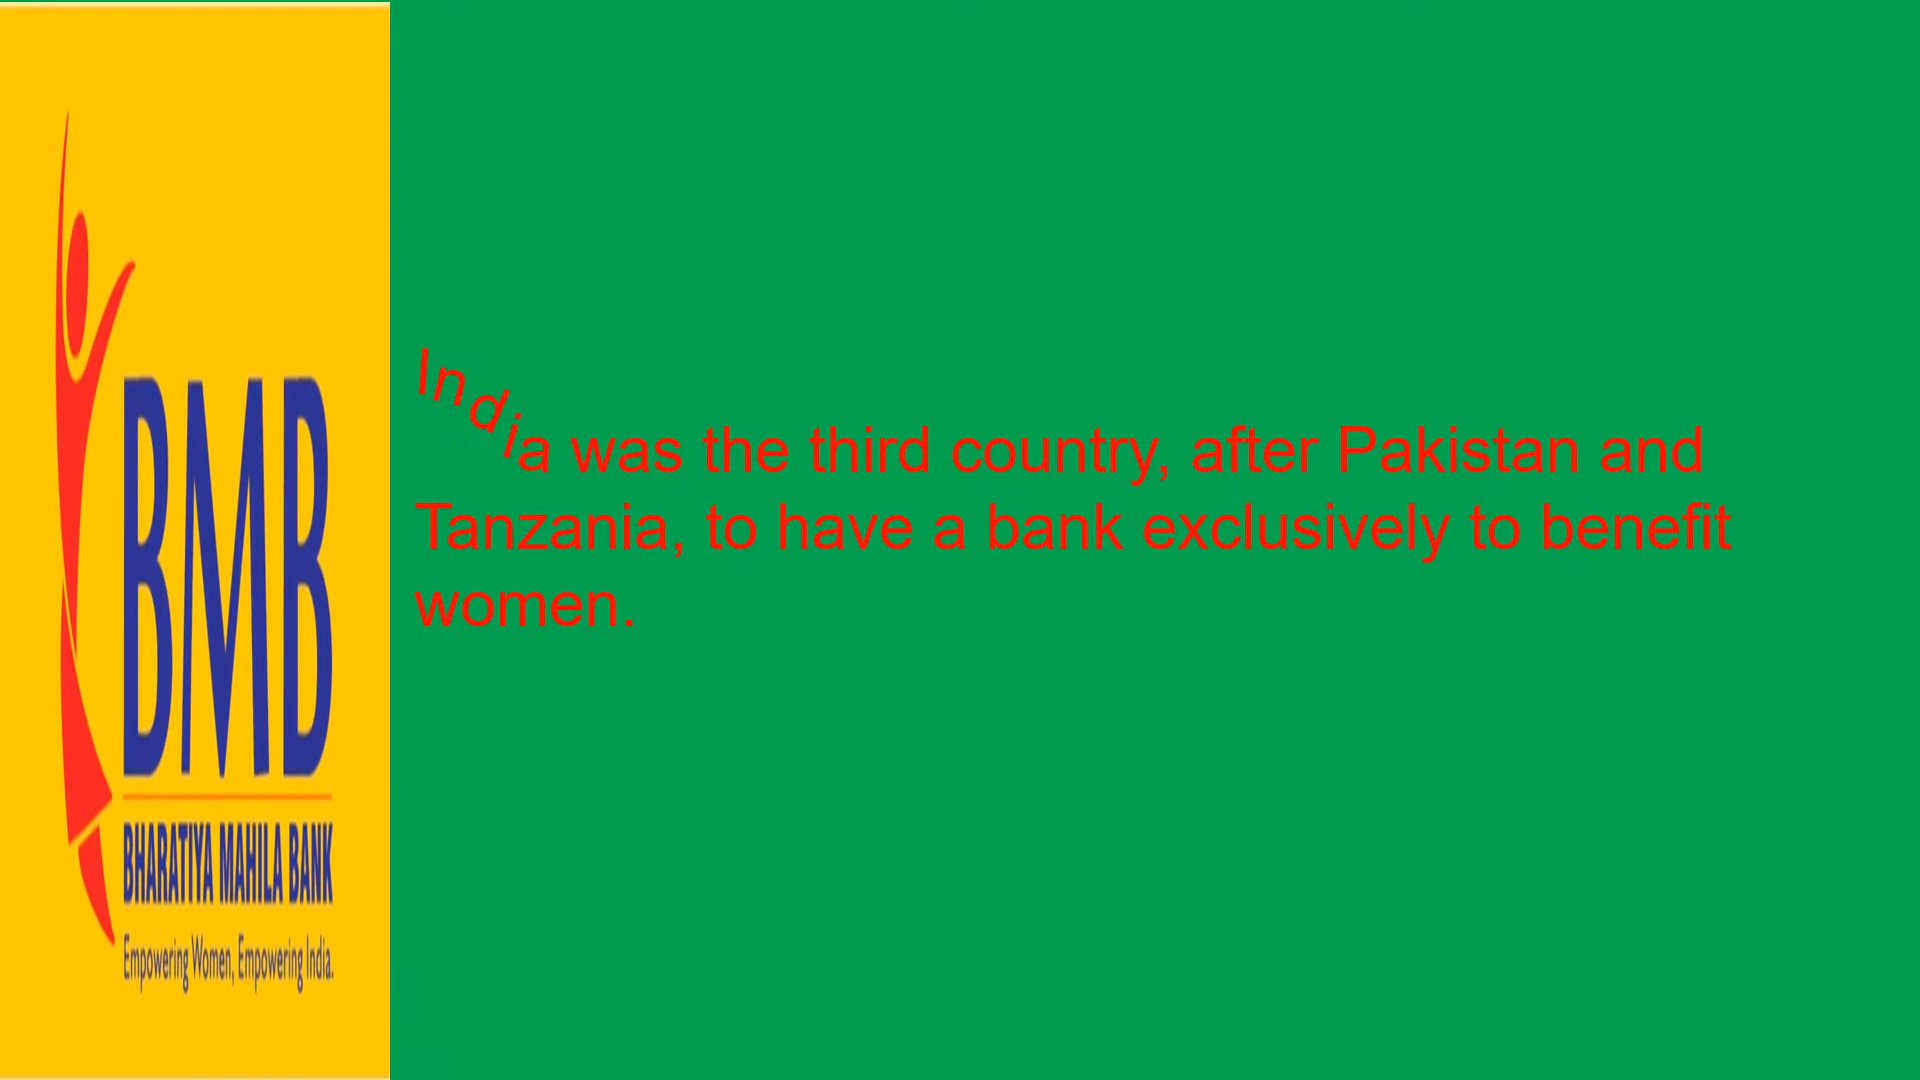 BMB
BHARATIYA MAHILA BANK
Empowering Women, Empowering India.
India was the third country, after Pakistan and
Tanzania, to have a bank exclusively to benefit
women.